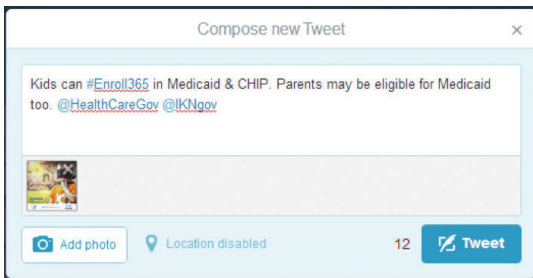 Compose new Tweet
Kids can #Enroll365 in Medicaid & CHIP. Parents may be eligible for Medicaid
too. @HealthCareGov @IKNgov
Add photo
Location disabled
12
Tweet